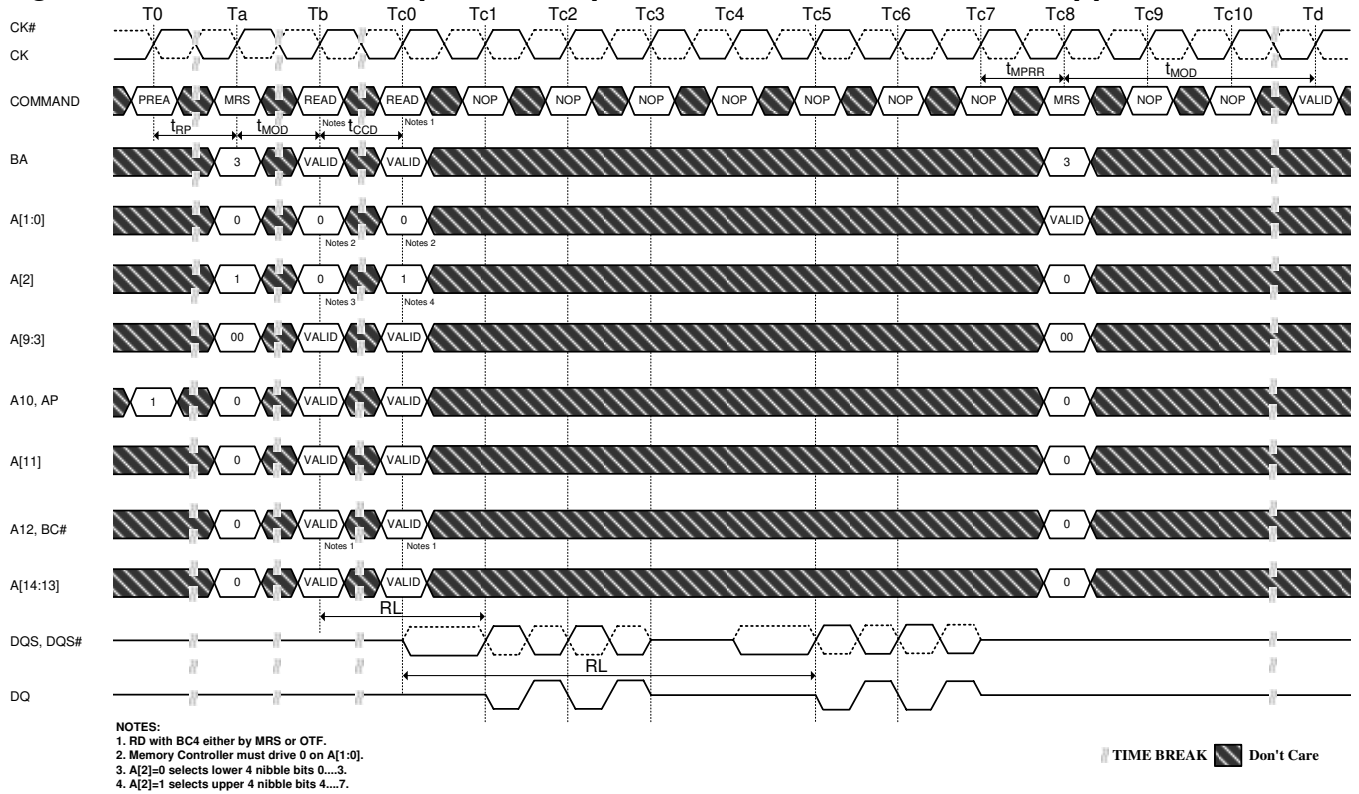 T0 Ta Tb Tc0 Tc1 Tc2 Tc3 Tc4 Tc5 Tc6 Tc7 Tc8 Tc9 Tc10 Td
CK#
CK
tMPRR tMOD
COMMAND PREA MRS READ READ NOP NOP NOP NOP NOP NOP NOP MRS NOP NOP VALID
tRP tMOD Notes 1 tCCD Notes 1
BA 3 VALID VALID 3
A[1:0] 0 0 0 VALID
Notes 2 Notes 2
A[2] 1 0 1 0
Notes 3 Notes 4
A[9:3] 00 VALID VALID 00
A10, AP 1 0 VALID VALID 0
A[11] 0 VALID VALID 0
A12, BC# 0 VALID VALID 0
Notes 1 Notes 1
A[14:13] 0 VALID VALID 0
RL
DQS, DQS#
RL
DQ
NOTES:
1. RD with BC4 either by MRS or OTF.
2. Memory Controller must drive 0 on A[1:0].
3. A[2]=0 selects lower 4 nibble bits 0....3.
4. A[2]=1 selects upper 4 nibble bits 4....7.
TIME BREAK Don't Care